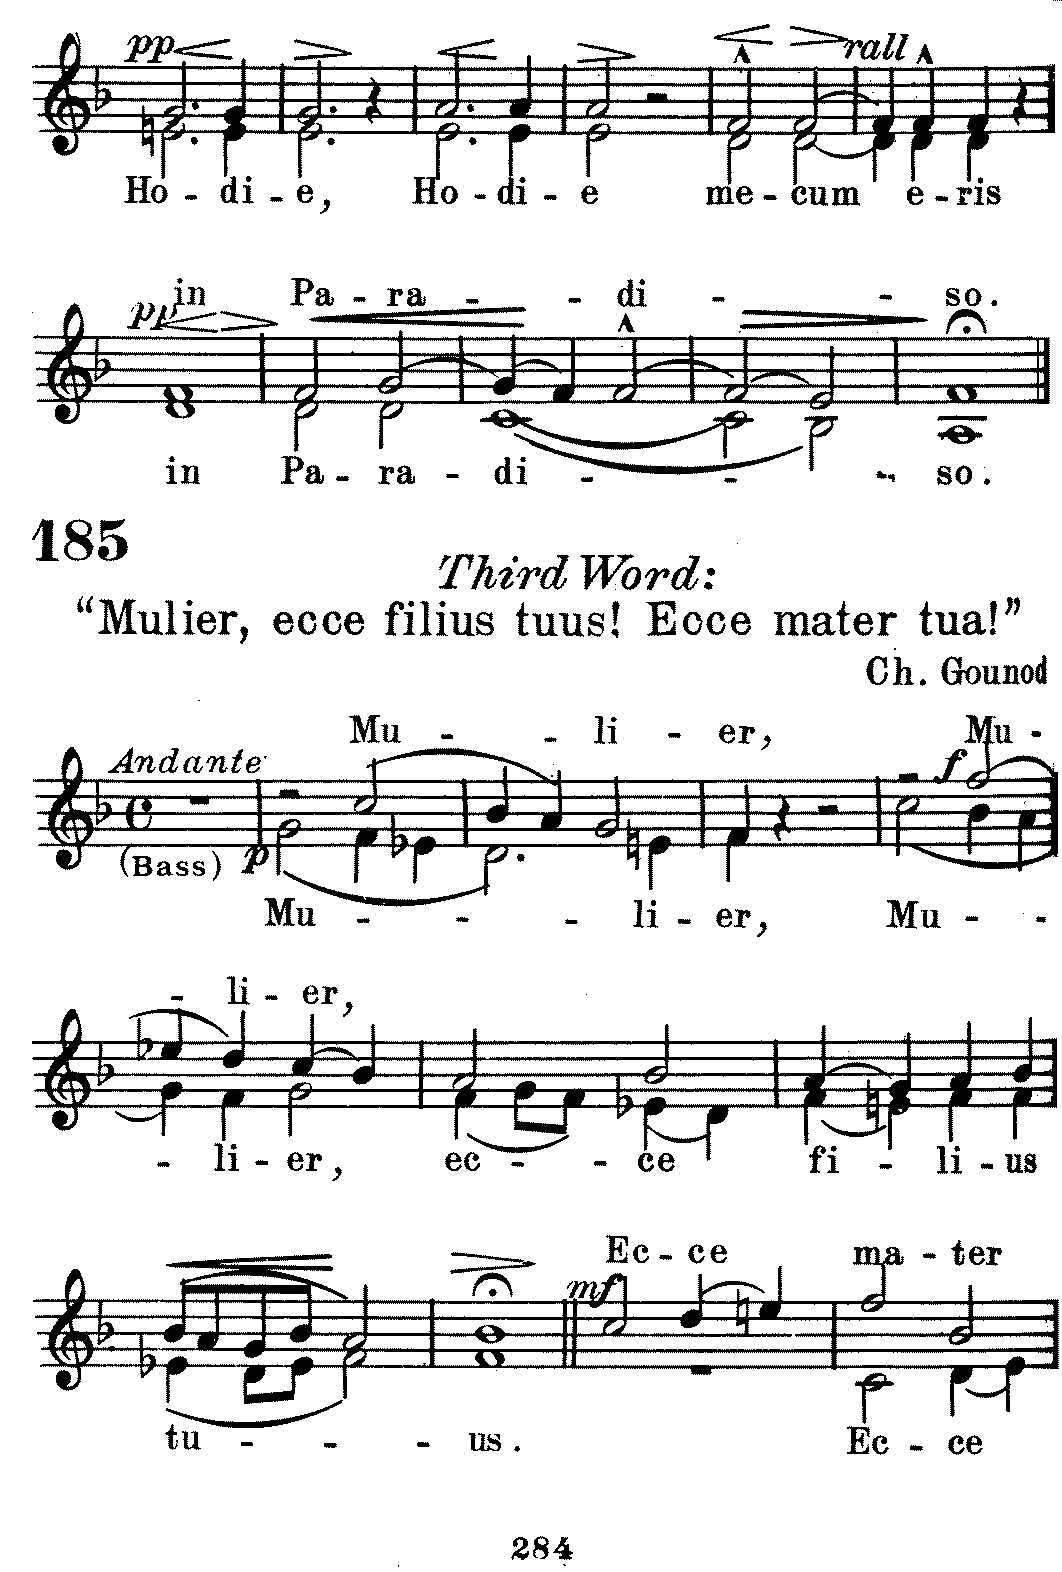 pp rall
Ho - di - e, Ho - di - e me - cum e - ris
in Pa - ra - - di - - so.
pp
in Pa - ra - di - - - so.
185
Third Word:
“Mulier, ecce filius tuus! Ecce mater tua!”
Ch. Gounod
Mu - - li - er, Mu -
Andante f
(Bass) p
Mu - - - li - er, Mu - -
- li - er,
- li - er, ec - - ce fi - li - us
Ec - ce ma - ter
mf
tu - - - us. Ec - ce
284